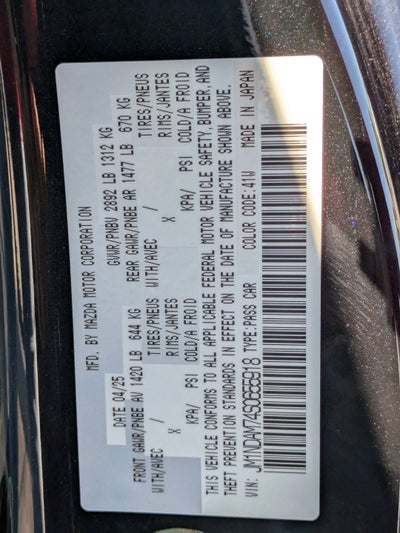 MFD. BY MAZDA MOTOR CORPORATION
DATE 04/25 GVWR/PNBV 2892 LB 1312 KG
FRONT GAWR/PNBE AV 1420 LB 644 KG REAR GAWR/PNBE AR 1477 LB 670 KG
WITH/AVEC / TIRES/PNEUS WITH/AVEC / TIRES/PNEUS
X RIMS/JANTES X RIMS/JANTES
KPA/ PSI COLD/A FROID KPA/ PSI COLD/A FROID
THIS VEHICLE CONFORMS TO ALL APPLICABLE FEDERAL MOTOR VEHICLE SAFETY, BUMPER, AND
THEFT PREVENTION STANDARDS IN EFFECT ON THE DATE OF MANUFACTURE SHOWN ABOVE.
VIN: JM1NDAM74S0655918 TYPE:PASS CAR COLOR CODE:41W MADE IN JAPAN